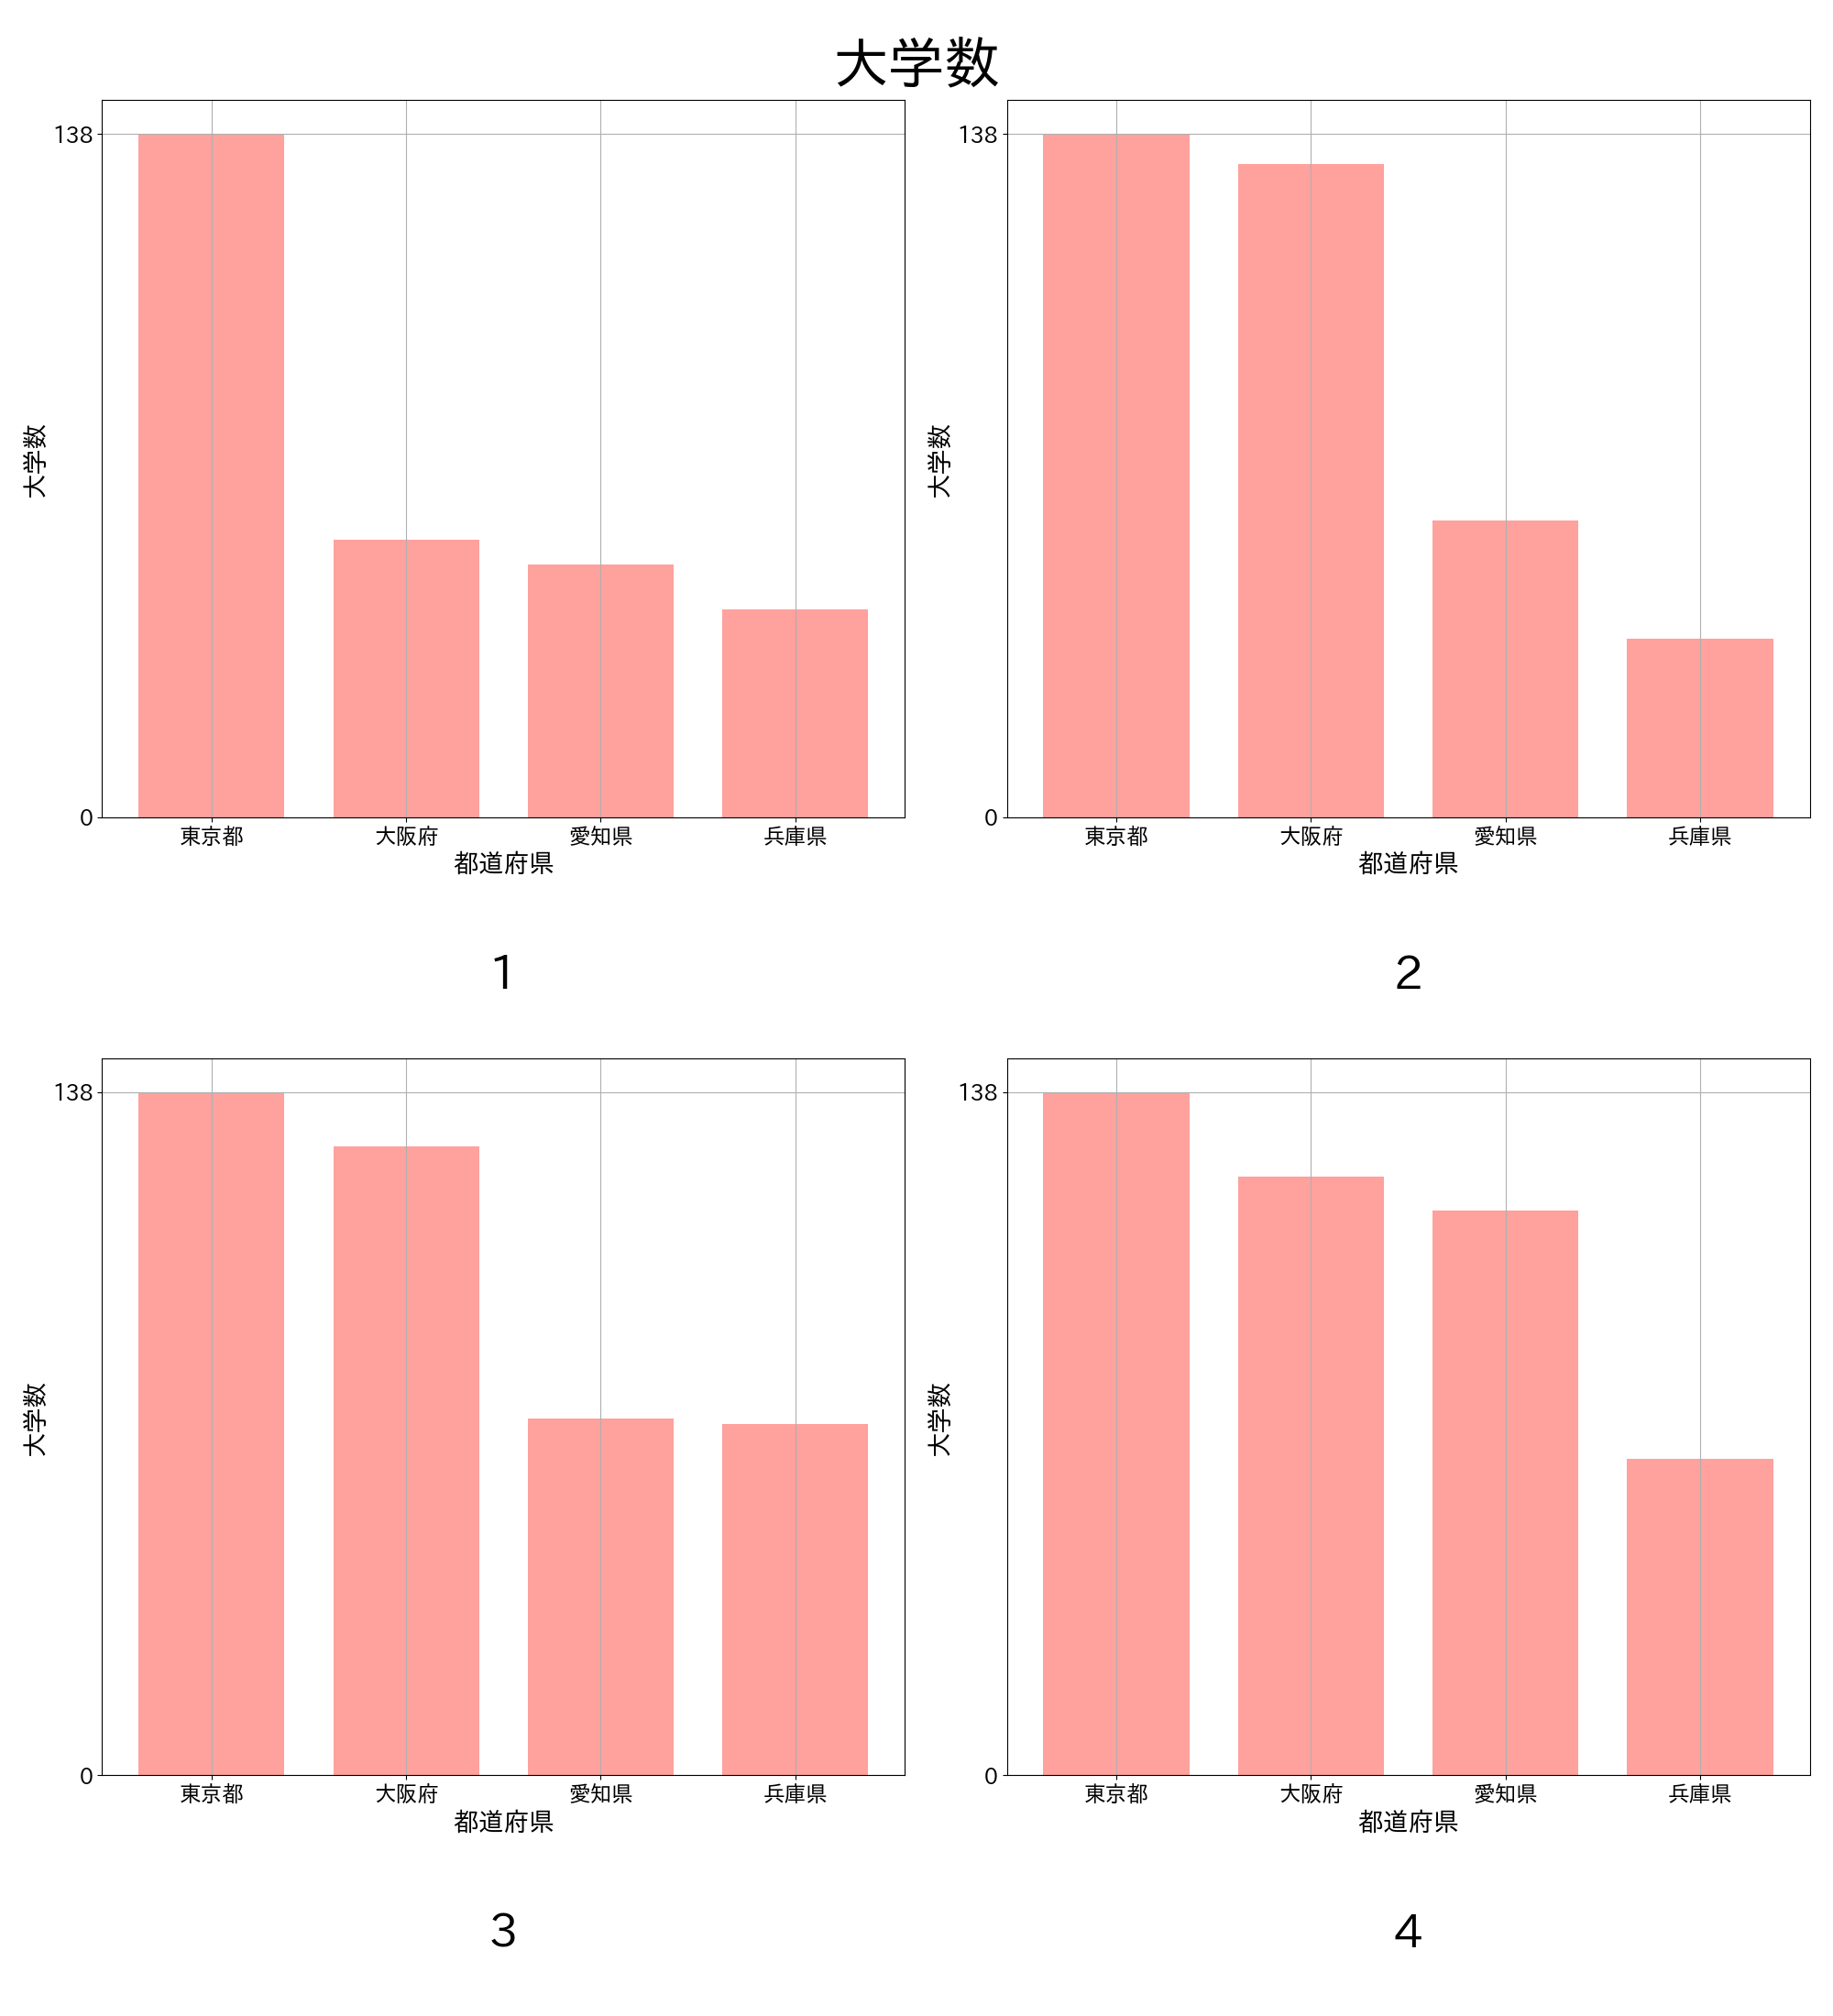 大学数
138
0
大学数
東京都 大阪府 愛知県 兵庫県
都道府県
1
138
0
大学数
東京都 大阪府 愛知県 兵庫県
都道府県
2
138
0
大学数
東京都 大阪府 愛知県 兵庫県
都道府県
3
138
0
大学数
東京都 大阪府 愛知県 兵庫県
都道府県
4